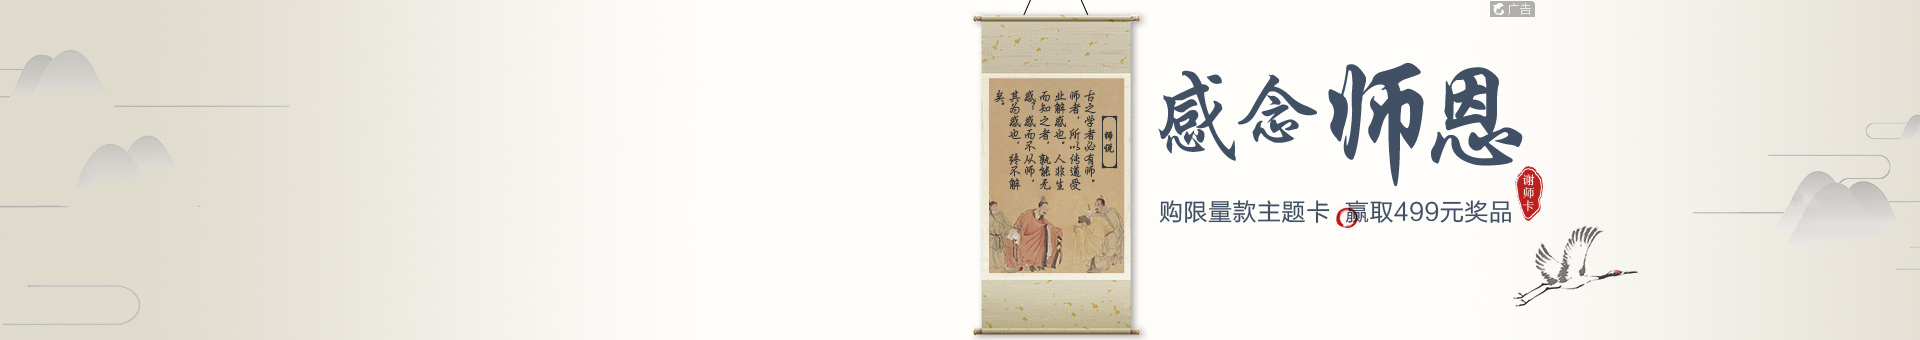 广告
师说
古之学者必有师。
师者，所以传道受
业解惑也。人非生
而知之者，孰能无
惑？惑而不从师，
其为惑也，终不解
矣。
感念师恩
谢师卡
购限量款主题卡 赢取499元奖品